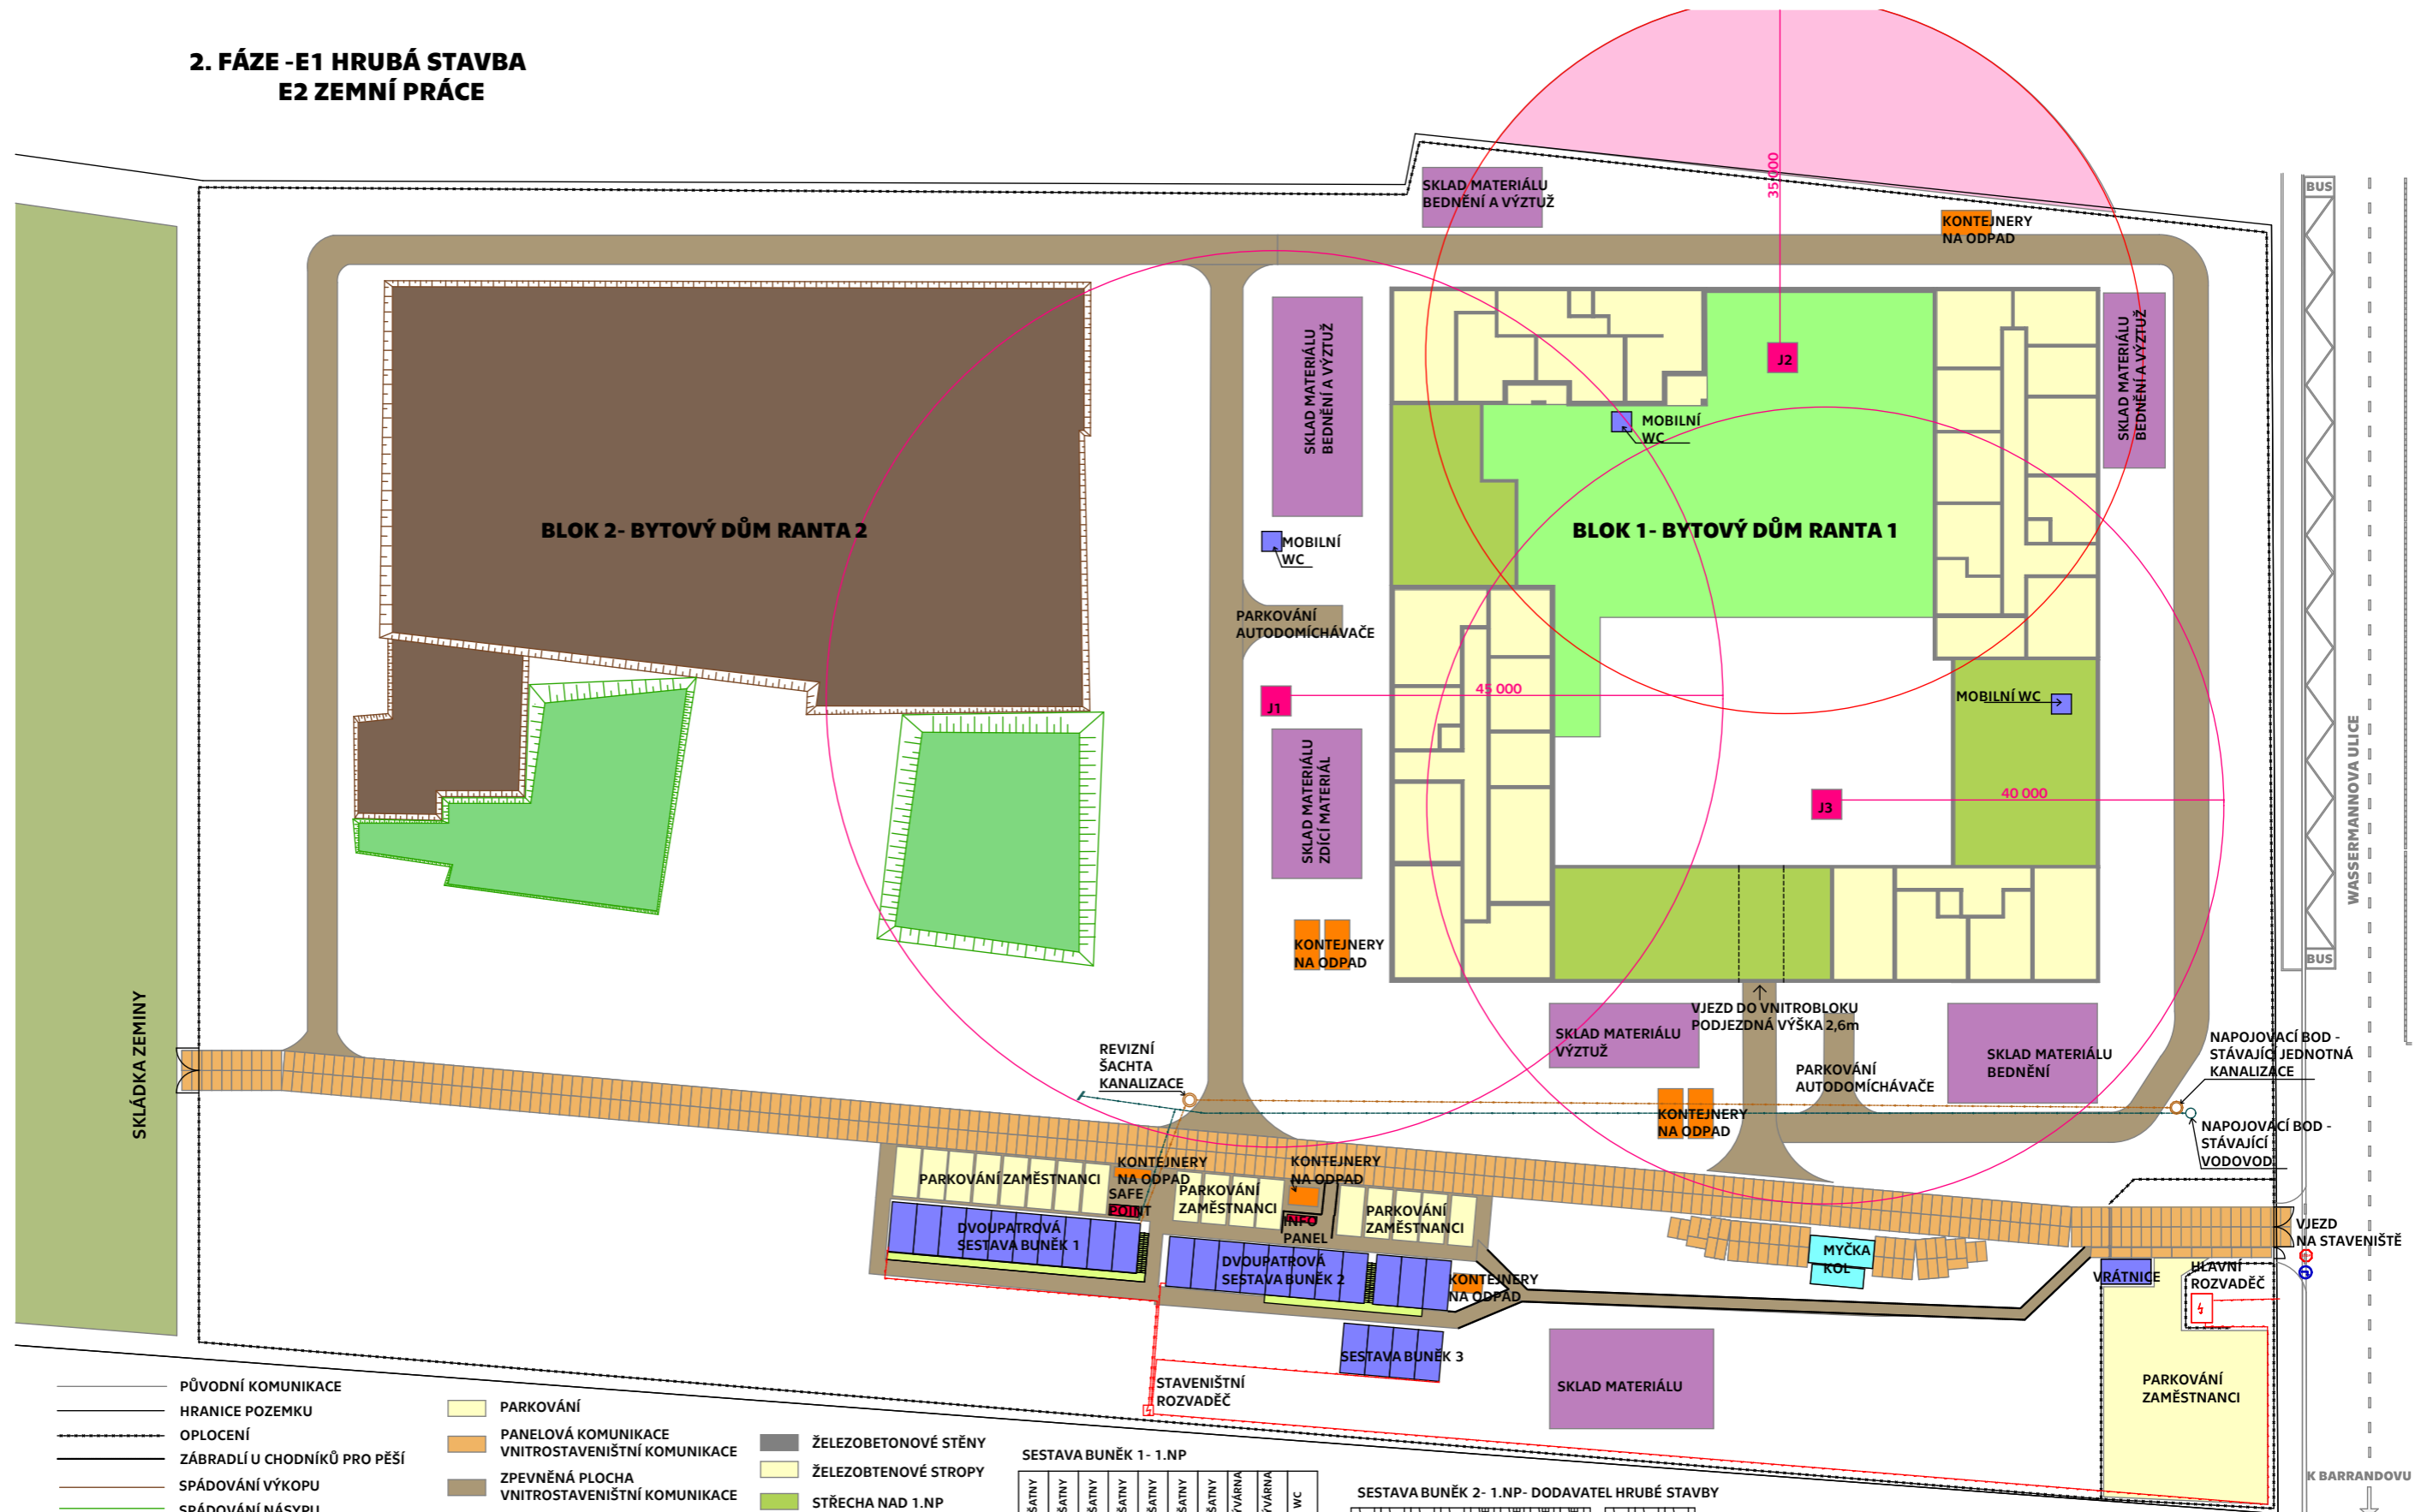 2. FÁZE -E1 HRUBÁ STAVBA
E2 ZEMNÍ PRÁCE
35 000
SKLAD MATERIÁLU
BEDNĚNÍ A VÝZTUŽ
KONTEJNERY
NA ODPAD
BUS
SKLAD MATERIÁLU
BEDNĚNÍ A VÝZTUŽ
SKLAD MATERIÁLU
BEDNĚNÍ A VÝZTUŽ
J2
MOBILNÍ
WC
BLOK 2- BYTOVÝ DŮM RANTA 2
BLOK 1- BYTOVÝ DŮM RANTA 1
MOBILNÍ
WC
PARKOVÁNÍ
AUTODOMÍCHÁVAČE
45 000
J1
MOBILNÍ WC
WASSERMANNOVA ULICE
SKLAD MATERIÁLU
ZDÍCÍ MATERIÁL
J3
40 000
KONTEJNERY
NA ODPAD
BUS
SKLÁDKA ZEMINY
VJEZD DO VNITROBLOKU
PODJEZDNÁ VÝŠKA 2,6m
SKLAD MATERIÁLU
VÝZTUŽ
SKLAD MATERIÁLU
BEDNĚNÍ
PARKOVÁNÍ
AUTODOMÍCHÁVAČE
NAPOJOVACÍ BOD -
STÁVAJÍCÍ JEDNOTNÁ
KANALIZACE
REVIZNÍ
ŠACHTA
KANALIZACE
KONTEJNERY
NA ODPAD
NAPOJOVACÍ BOD -
STÁVAJÍCÍ
VODOVOD
PARKOVÁNÍ ZAMĚSTNANCI
KONTEJNERY
NA ODPAD
SAFE
POINT
PARKOVÁNÍ
ZAMĚSTNANCI
KONTEJNERY
NA ODPAD
INFO
PANEL
PARKOVÁNÍ
ZAMĚSTNANCI
DVOUPATROVÁ
SESTAVA BUNĚK 1
DVOUPATROVÁ
SESTAVA BUNĚK 2
KONTEJNERY
NA ODPAD
MYČKA
KOL
VJEZD
NA STAVENIŠTĚ
VRÁTNICE
HLAVNÍ
ROZVADĚČ
SESTAVA BUNĚK 3
STAVENIŠTNÍ
ROZVADĚČ
SKLAD MATERIÁLU
PARKOVÁNÍ
ZAMĚSTNANCI
K BARRANDOVU
PŮVODNÍ KOMUNIKACE
HRANICE POZEMKU
OPLOCENÍ
ZÁBRADLÍ U CHODNÍKŮ PRO PĚŠÍ
SPÁDOVÁNÍ VÝKOPU
SPÁDOVÁNÍ NÁSYPU
PARKOVÁNÍ
PANELOVÁ KOMUNIKACE
VNITROSTAVENIŠTNÍ KOMUNIKACE
ZPEVNĚNÁ PLOCHA
VNITROSTAVENIŠTNÍ KOMUNIKACE
ŽELEZOBETONOVÉ STĚNY
ŽELEZOBTENOVÉ STROPY
STŘECHA NAD 1.NP
SESTAVA BUNĚK 1- 1.NP
WC
SESTAVA BUNĚK 2- 1.NP- DODAVATEL HRUBÉ STAVBY